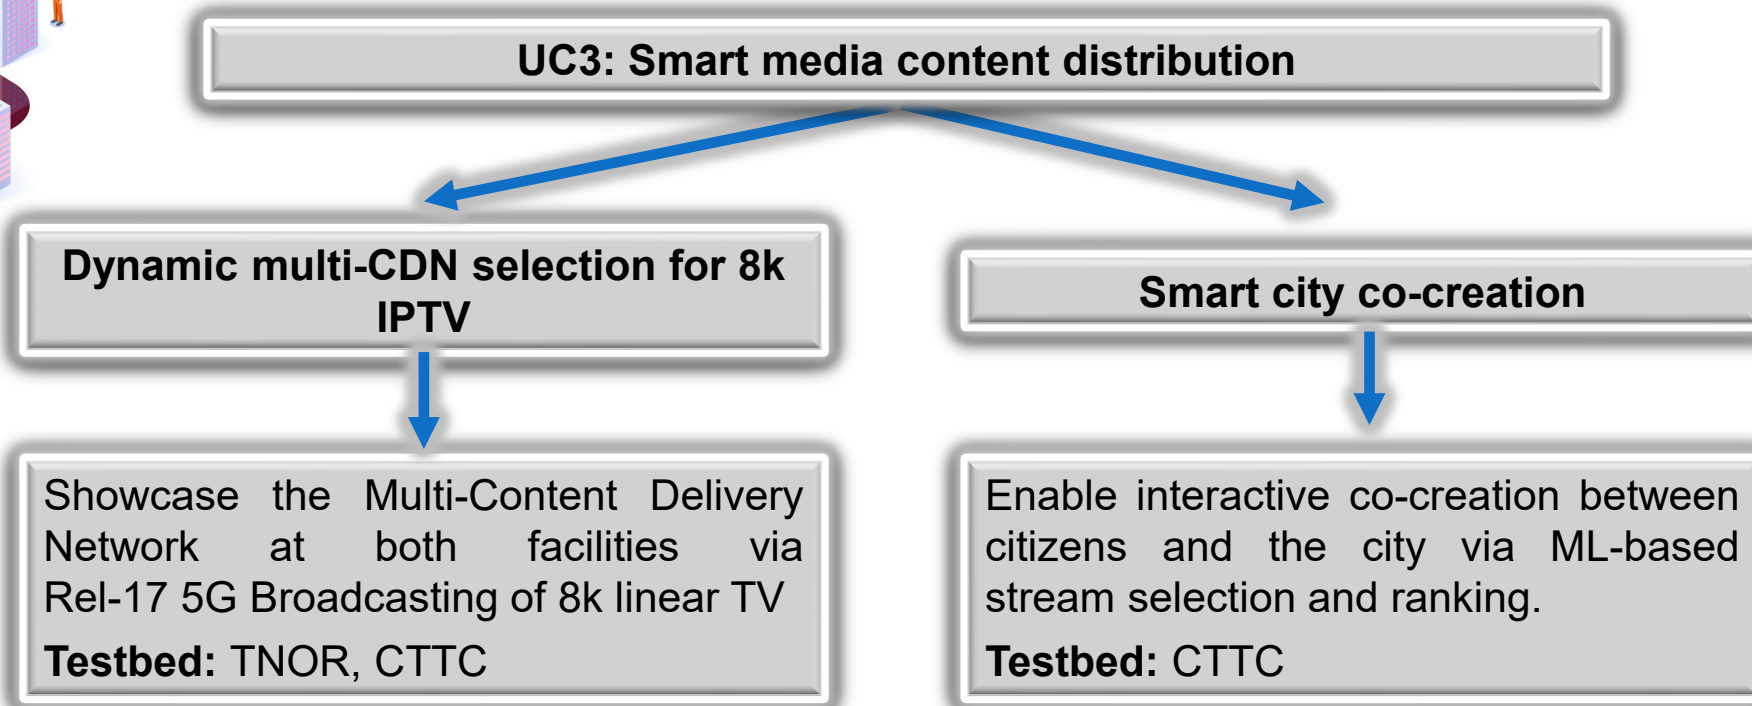 UC3: Smart media content distribution
Dynamic multi-CDN selection for 8k
IPTV
Smart city co-creation
Showcase the Multi-Content Delivery
Network at both facilities via
Rel-17 5G Broadcasting of 8k linear TV
Testbed: TNOR, CTTC
Enable interactive co-creation between
citizens and the city via ML-based
stream selection and ranking.
Testbed: CTTC